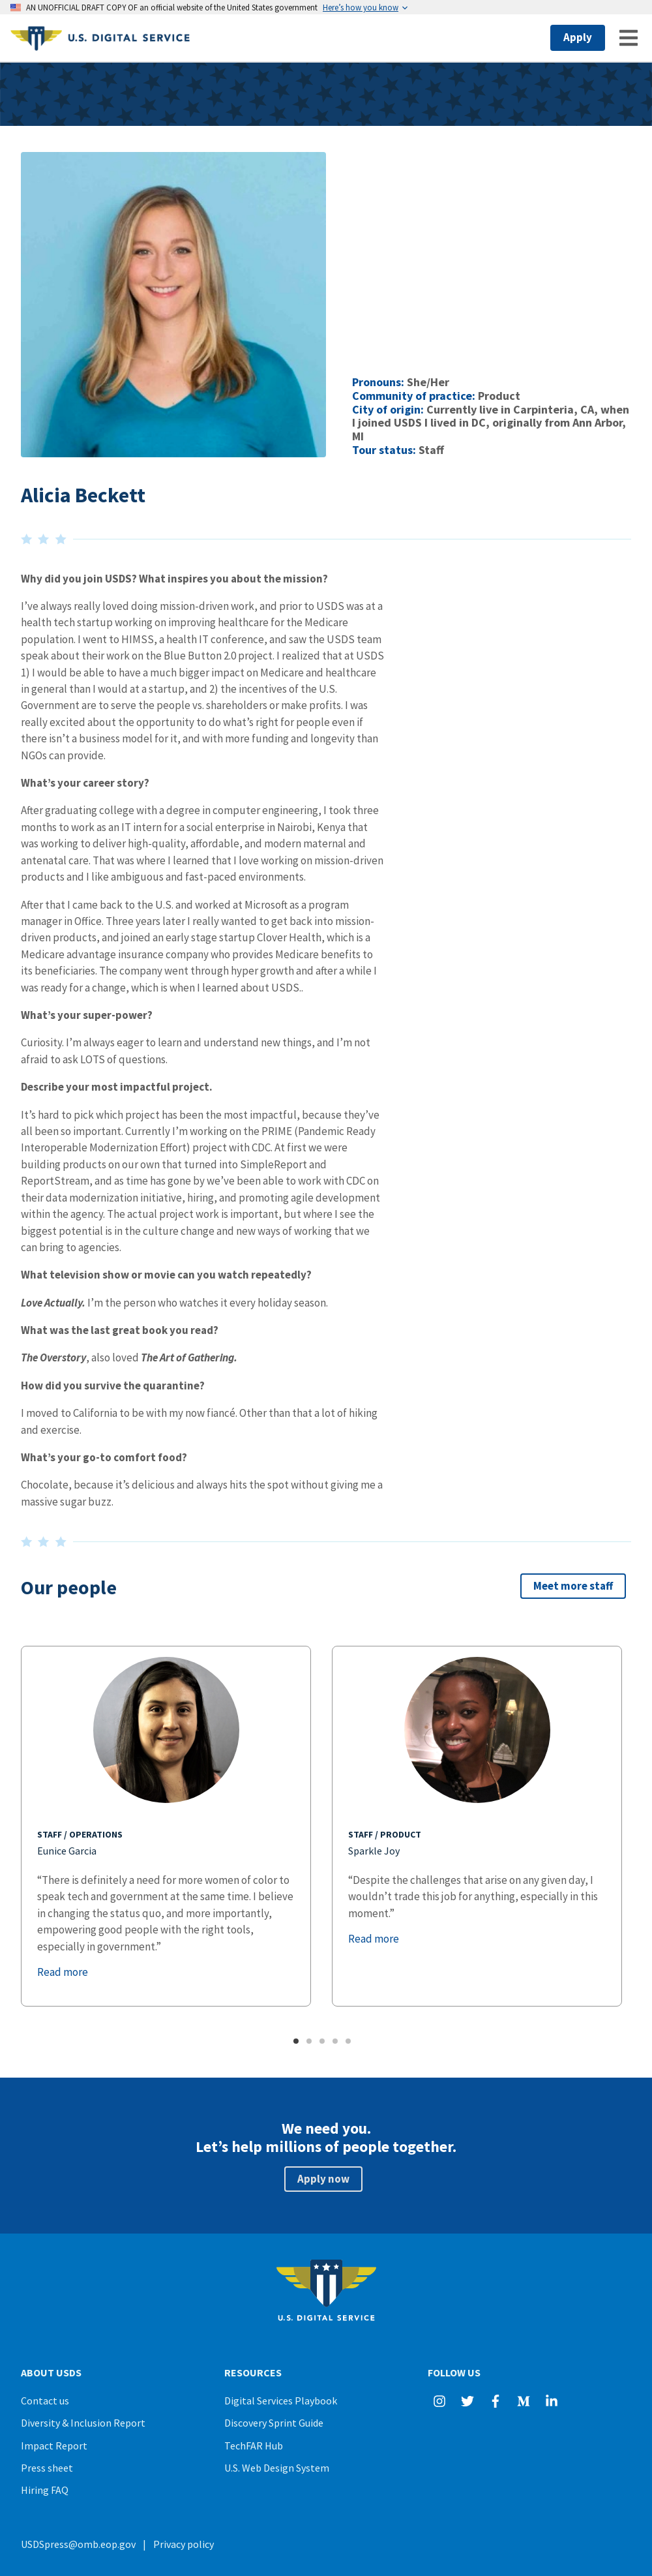 AN UNOFFICIAL DRAFT COPY OF an official website of the United States government Here's how you know
U.S. DIGITAL SERVICE
Apply
Pronouns: She/Her
Community of practice: Product
City of origin: Currently live in Carpinteria, CA, when
I joined USDS I lived in DC, originally from Ann Arbor,
MI
Tour status: Staff
Alicia Beckett
Why did you join USDS? What inspires you about the mission?
I’ve always really loved doing mission-driven work, and prior to USDS was at a
health tech startup working on improving healthcare for the Medicare
population. I went to HIMSS, a health IT conference, and saw the USDS team
speak about their work on the Blue Button 2.0 project. I realized that at USDS
1) I would be able to have a much bigger impact on Medicare and healthcare
in general than I would at a startup, and 2) the incentives of the U.S.
Government are to serve the people vs. shareholders or make profits. I was
really excited about the opportunity to do what’s right for people even if
there isn’t a business model for it, and with more funding and longevity than
NGOs can provide.
What’s your career story?
After graduating college with a degree in computer engineering, I took three
months to work as an IT intern for a social enterprise in Nairobi, Kenya that
was working to deliver high-quality, affordable, and modern maternal and
antenatal care. That was where I learned that I love working on mission-driven
products and I like ambiguous and fast-paced environments.
After that I came back to the U.S. and worked at Microsoft as a program
manager in Office. Three years later I really wanted to get back into mission-
driven products, and joined an early stage startup Clover Health, which is a
Medicare advantage insurance company who provides Medicare benefits to
its beneficiaries. The company went through hyper growth and after a while I
was ready for a change, which is when I learned about USDS..
What’s your super-power?
Curiosity. I’m always eager to learn and understand new things, and I’m not
afraid to ask LOTS of questions.
Describe your most impactful project.
It’s hard to pick which project has been the most impactful, because they’ve
all been so important. Currently I’m working on the PRIME (Pandemic Ready
Interoperable Modernization Effort) project with CDC. At first we were
building products on our own that turned into SimpleReport and
ReportStream, and as time has gone by we’ve been able to work with CDC on
their data modernization initiative, hiring, and promoting agile development
within the agency. The actual project work is important, but where I see the
biggest potential is in the culture change and new ways of working that we
can bring to agencies.
What television show or movie can you watch repeatedly?
Love Actually. I’m the person who watches it every holiday season.
What was the last great book you read?
The Overstory, also loved The Art of Gathering.
How did you survive the quarantine?
I moved to California to be with my now fiancé. Other than that a lot of hiking
and exercise.
What’s your go-to comfort food?
Chocolate, because it’s delicious and always hits the spot without giving me a
massive sugar buzz.
Our people
Meet more staff
STAFF / OPERATIONS
Eunice Garcia
“There is definitely a need for more women of color to
speak tech and government at the same time. I believe
in changing the status quo, and more importantly,
empowering good people with the right tools,
especially in government.”
Read more
STAFF / PRODUCT
Sparkle Joy
“Despite the challenges that arise on any given day, I
wouldn’t trade this job for anything, especially in this
moment.”
Read more
We need you.
Let’s help millions of people together.
Apply now
U.S. DIGITAL SERVICE
ABOUT USDS
Contact us
Diversity & Inclusion Report
Impact Report
Press sheet
Hiring FAQ
RESOURCES
Digital Services Playbook
Discovery Sprint Guide
TechFAR Hub
U.S. Web Design System
FOLLOW US
USDSpress@omb.eop.gov | Privacy policy